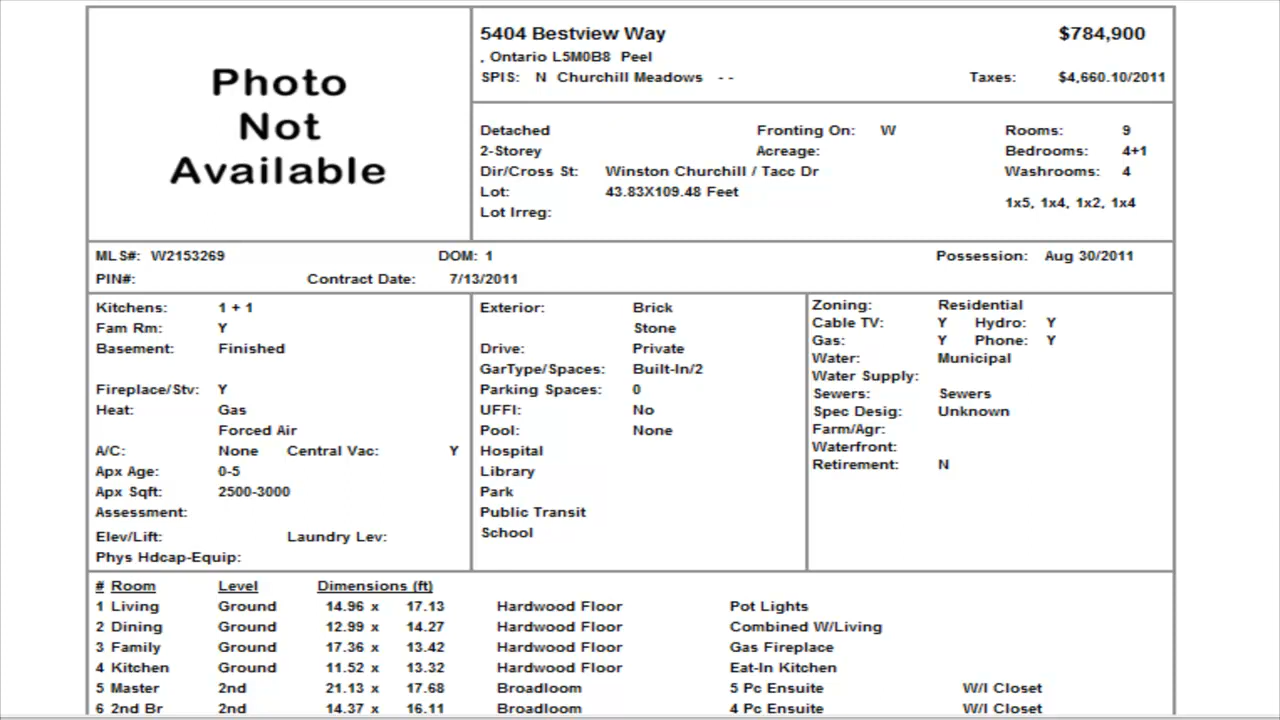 Photo
Not
Available
5404 Bestview Way $784,900
, Ontario L5M0B8 Peel
SPIS: N Churchill Meadows - - Taxes: $4,660.10/2011
Detached Fronting On: W Rooms: 9
2-Storey Acreage: Bedrooms: 4+1
Dir/Cross St: Winston Churchill / Tacc Dr Washrooms: 4
Lot: 43.83X109.48 Feet
1x5, 1x4, 1x2, 1x4
Lot Irreg:
MLS#: W2153269 DOM: 1 Possession: Aug 30/2011
PIN#: Contract Date: 7/13/2011
Kitchens: 1 + 1
Fam Rm: Y
Basement: Finished
Fireplace/Stv: Y
Heat: Gas
Forced Air
A/C: None Central Vac: Y
Apx Age: 0-5
Apx Sqft: 2500-3000
Assessment:
Elev/Lift: Laundry Lev:
Phys Hdcap-Equip:
Exterior: Brick
Stone
Drive: Private
GarType/Spaces: Built-In/2
Parking Spaces: 0
UFFI: No
Pool: None
Hospital
Library
Park
Public Transit
School
Zoning: Residential
Cable TV: Y Hydro: Y
Gas: Y Phone: Y
Water: Municipal
Water Supply:
Sewers: Sewers
Spec Desig: Unknown
Farm/Agr:
Waterfront:
Retirement: N
# Room Level Dimensions (ft)
1 Living Ground 14.96 x 17.13 Hardwood Floor Pot Lights
2 Dining Ground 12.99 x 14.27 Hardwood Floor Combined W/Living
3 Family Ground 17.36 x 13.42 Hardwood Floor Gas Fireplace
4 Kitchen Ground 11.52 x 13.32 Hardwood Floor Eat-In Kitchen
5 Master 2nd 21.13 x 17.68 Broadloom 5 Pc Ensuite W/I Closet
6 2nd Br 2nd 14.37 x 16.11 Broadloom 4 Pc Ensuite W/I Closet